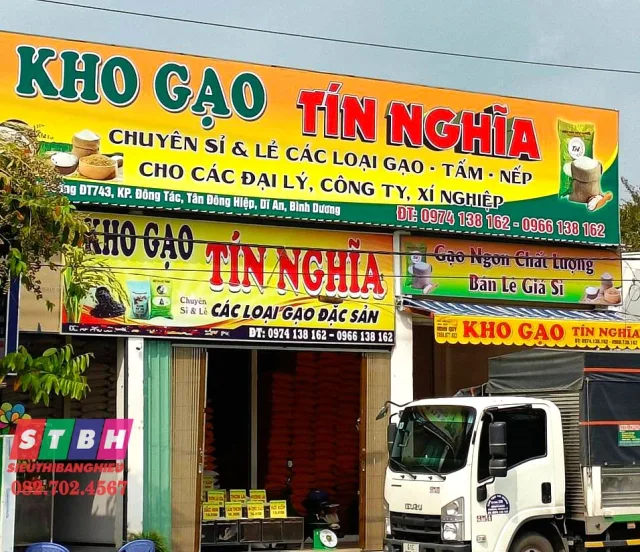 KHO GẠO TÍN NGHĨA
CHUYÊN SỈ & LẺ CÁC LOẠI GẠO - TẤM - NẾP
CHO CÁC ĐẠI LÝ, CÔNG TY, XÍ NGHIỆP
ĐT743, KP. Đông Tác, Tân Đông Hiệp, Dĩ An, Bình Dương
ĐT: 0974 138 162 - 0966 138 162
KHO GẠO TÍN NGHĨA
Chuyên
Sỉ & Lẻ
CÁC LOẠI GẠO ĐẶC SẢN
ĐT: 0974 138 162 - 0966 138 162
Gạo Ngon Chất Lượng
Bán Lẻ Giá Sỉ
KHO GẠO TÍN NGHĨA
STBH
SIEUTHIBANGHIEU
082.702.4567
ISUZU